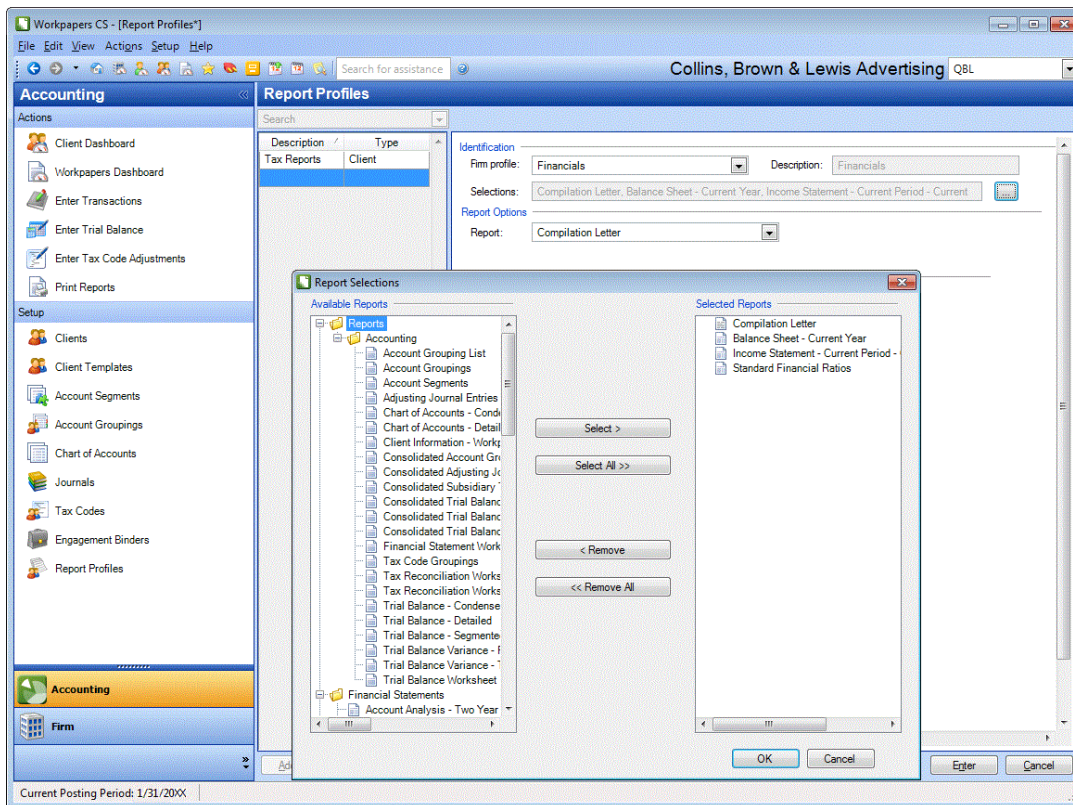 Workpapers CS - [Report Profiles*]
File Edit View Actions Setup Help
Search for assistance
Collins, Brown & Lewis Advertising QBL
Accounting
Actions
Client Dashboard
Workpapers Dashboard
Enter Transactions
Enter Trial Balance
Enter Tax Code Adjustments
Print Reports
Setup
Clients
Client Templates
Account Segments
Account Groupings
Chart of Accounts
Journals
Tax Codes
Engagement Binders
Report Profiles
Accounting
Firm
Current Posting Period: 1/31/20XX
Report Profiles
Search
Description Type
Tax Reports Client
Identification
Firm profile: Financials Description: Financials
Selections: Compilation Letter, Balance Sheet - Current Year, Income Statement - Current Period - Current ...
Report Options
Report: Compilation Letter
Report Selections
Available Reports
Reports
Accounting
Account Grouping List
Account Groupings
Account Segments
Adjusting Journal Entries
Chart of Accounts - Conde
Chart of Accounts - Detail
Client Information - Workp
Consolidated Account Gro
Consolidated Adjusting Jo
Consolidated Subsidiary T
Consolidated Trial Balanc
Consolidated Trial Balanc
Consolidated Trial Balanc
Financial Statement Work
Tax Code Groupings
Tax Reconciliation Works
Tax Reconciliation Works
Trial Balance - Condense
Trial Balance - Detailed
Trial Balance - Segmente
Trial Balance Variance -
Trial Balance Variance -
Trial Balance Worksheet
Financial Statements
Account Analysis - Two Year
Select >
Select All >>
< Remove
<< Remove All
Selected Reports
Compilation Letter
Balance Sheet - Current Year
Income Statement - Current Period -
Standard Financial Ratios
OK Cancel
Ad
Enter Cancel